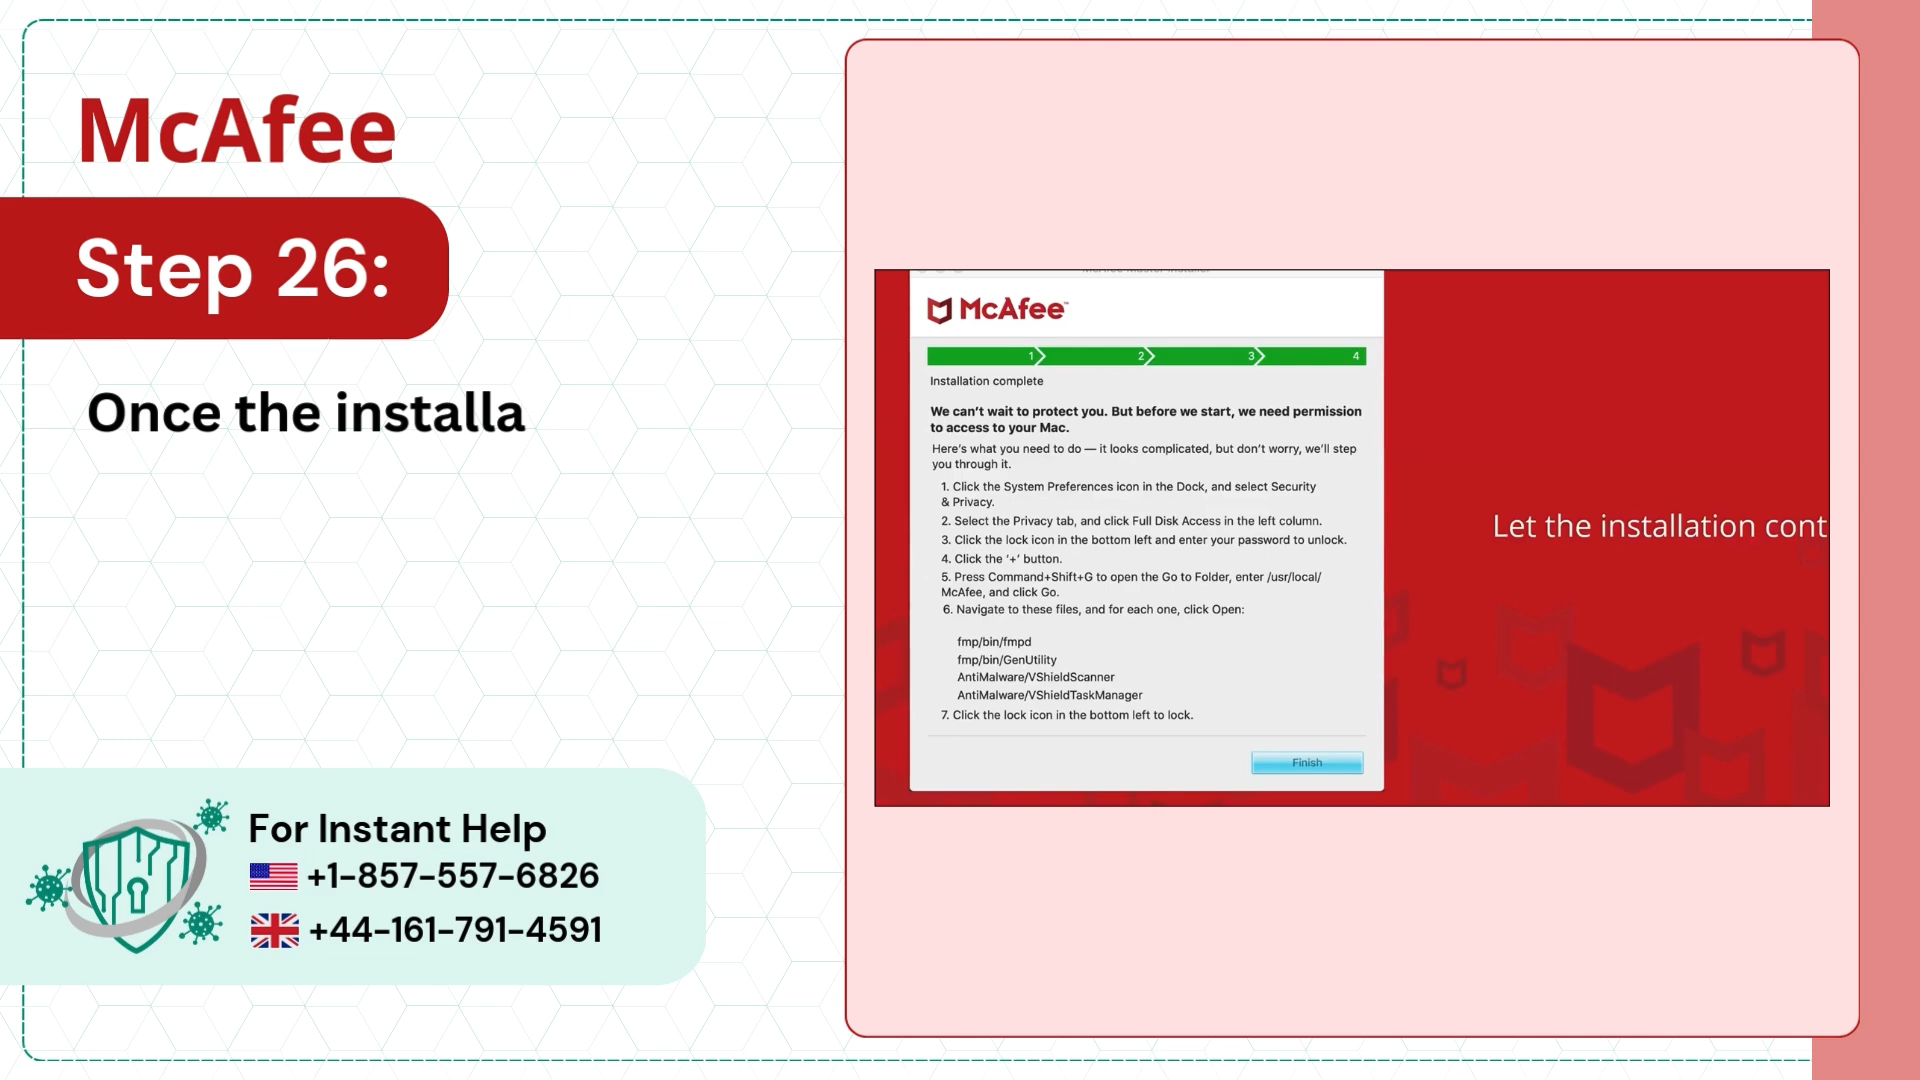 McAfee
Step 26:
Once the installa
For Instant Help
+1-857-557-6826
+44-161-791-4591
McAfee™
1
2
3
4
Installation complete
We can't wait to protect you. But before we start, we need permission
to access to your Mac.
Here's what you need to do — it looks complicated, but don't worry, we'll step
you through it.
1. Click the System Preferences icon in the Dock, and select Security
& Privacy.
2. Select the Privacy tab, and click Full Disk Access in the left column.
3. Click the lock icon in the bottom left and enter your password to unlock.
4. Click the '+' button.
5. Press Command+Shift+G to open the Go to Folder, enter /usr/local/
McAfee, and click Go.
6. Navigate to these files, and for each one, click Open:
fmp/bin/fmpd
fmp/bin/GenUtility
AntiMalware/VShieldScanner
AntiMalware/VShieldTaskManager
7. Click the lock icon in the bottom left to lock.
Finish
Let the installation cont